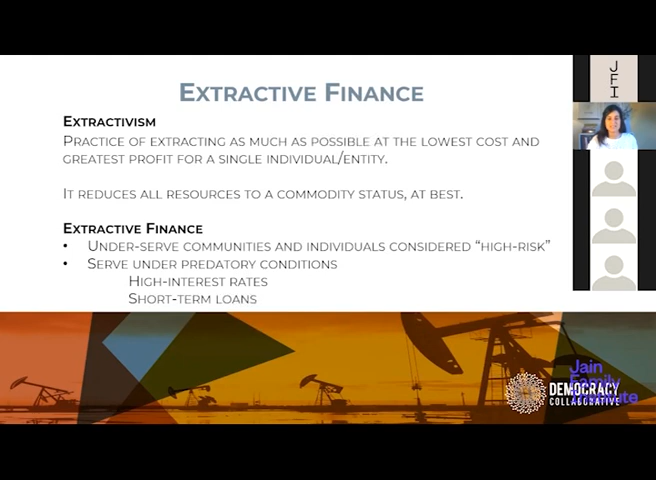 EXTRACTIVE FINANCE
EXTRACTIVISM
PRACTICE OF EXTRACTING AS MUCH AS POSSIBLE AT THE LOWEST COST AND
GREATEST PROFIT FOR A SINGLE INDIVIDUAL/ENTITY.
IT REDUCES ALL RESOURCES TO A COMMODITY STATUS, AT BEST.
EXTRACTIVE FINANCE
• UNDER-SERVE COMMUNITIES AND INDIVIDUALS CONSIDERED “HIGH-RISK”
• SERVE UNDER PREDATORY CONDITIONS
HIGH-INTEREST RATES
SHORT-TERM LOANS
JFI
DEMOCRACY
COLLABORATIVE
Jain
Family
Institute